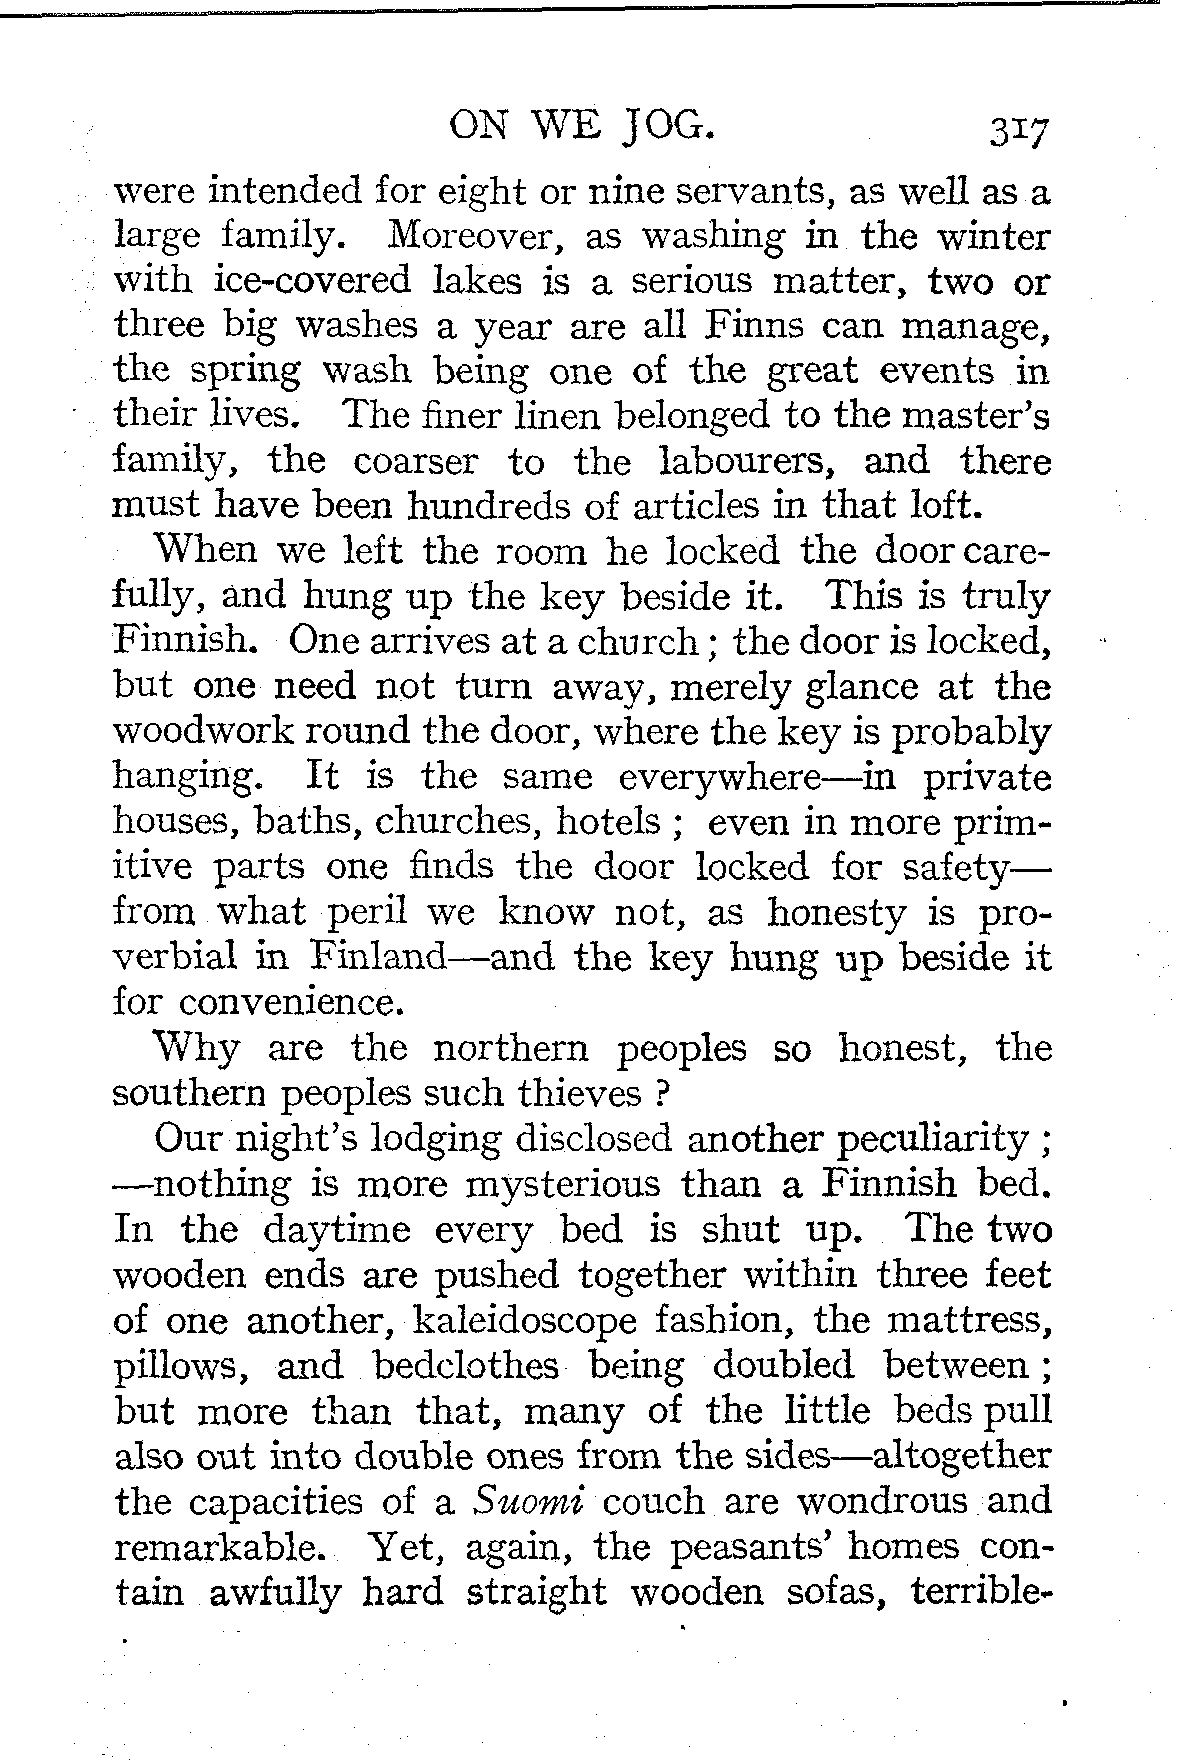 ON WE JOG. 317
were intended for eight or nine servants, as well as a
large family. Moreover, as washing in the winter
with ice-covered lakes is a serious matter, two or
three big washes a year are all Finns can manage,
the spring wash being one of the great events in
their lives. The finer linen belonged to the master's
family, the coarser to the labourers, and there
must have been hundreds of articles in that loft.
When we left the room he locked the door care-
fully, and hung up the key beside it. This is truly
Finnish. One arrives at a church; the door is locked,
but one need not turn away, merely glance at the
woodwork round the door, where the key is probably
hanging. It is the same everywhere—in private
houses, baths, churches, hotels; even in more prim-
itive parts one finds the door locked for safety—
from what peril we know not, as honesty is pro-
verbial in Finland—and the key hung up beside it
for convenience.
Why are the northern peoples so honest, the
southern peoples such thieves?
Our night's lodging disclosed another peculiarity;
—nothing is more mysterious than a Finnish bed.
In the daytime every bed is shut up. The two
wooden ends are pushed together within three feet
of one another, kaleidoscope fashion, the mattress,
pillows, and bedclothes being doubled between;
but more than that, many of the little beds pull
also out into double ones from the sides—altogether
the capacities of a Suomi couch are wondrous and
remarkable. Yet, again, the peasants' homes con-
tain awfully hard straight wooden sofas, terrible-